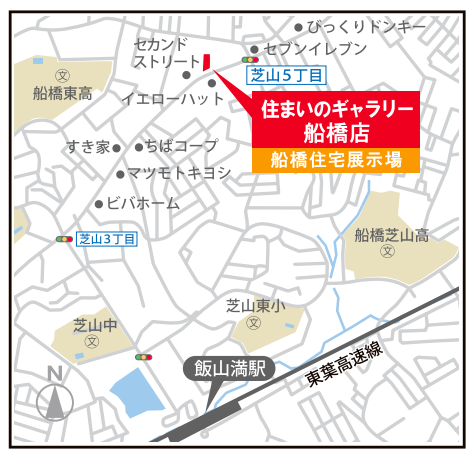 びっくりドンキー
セカンド
ストリート
セブンイレブン
芝山5丁目
文
船橋東高
イエローハット
住まいのギャラリー
船橋店
船橋住宅展示場
すき家
ちばコープ
マツモトキヨシ
ビバホーム
芝山3丁目
船橋芝山高
文
芝山東小
文
芝山中
文
飯山満駅
東葉高速線
N